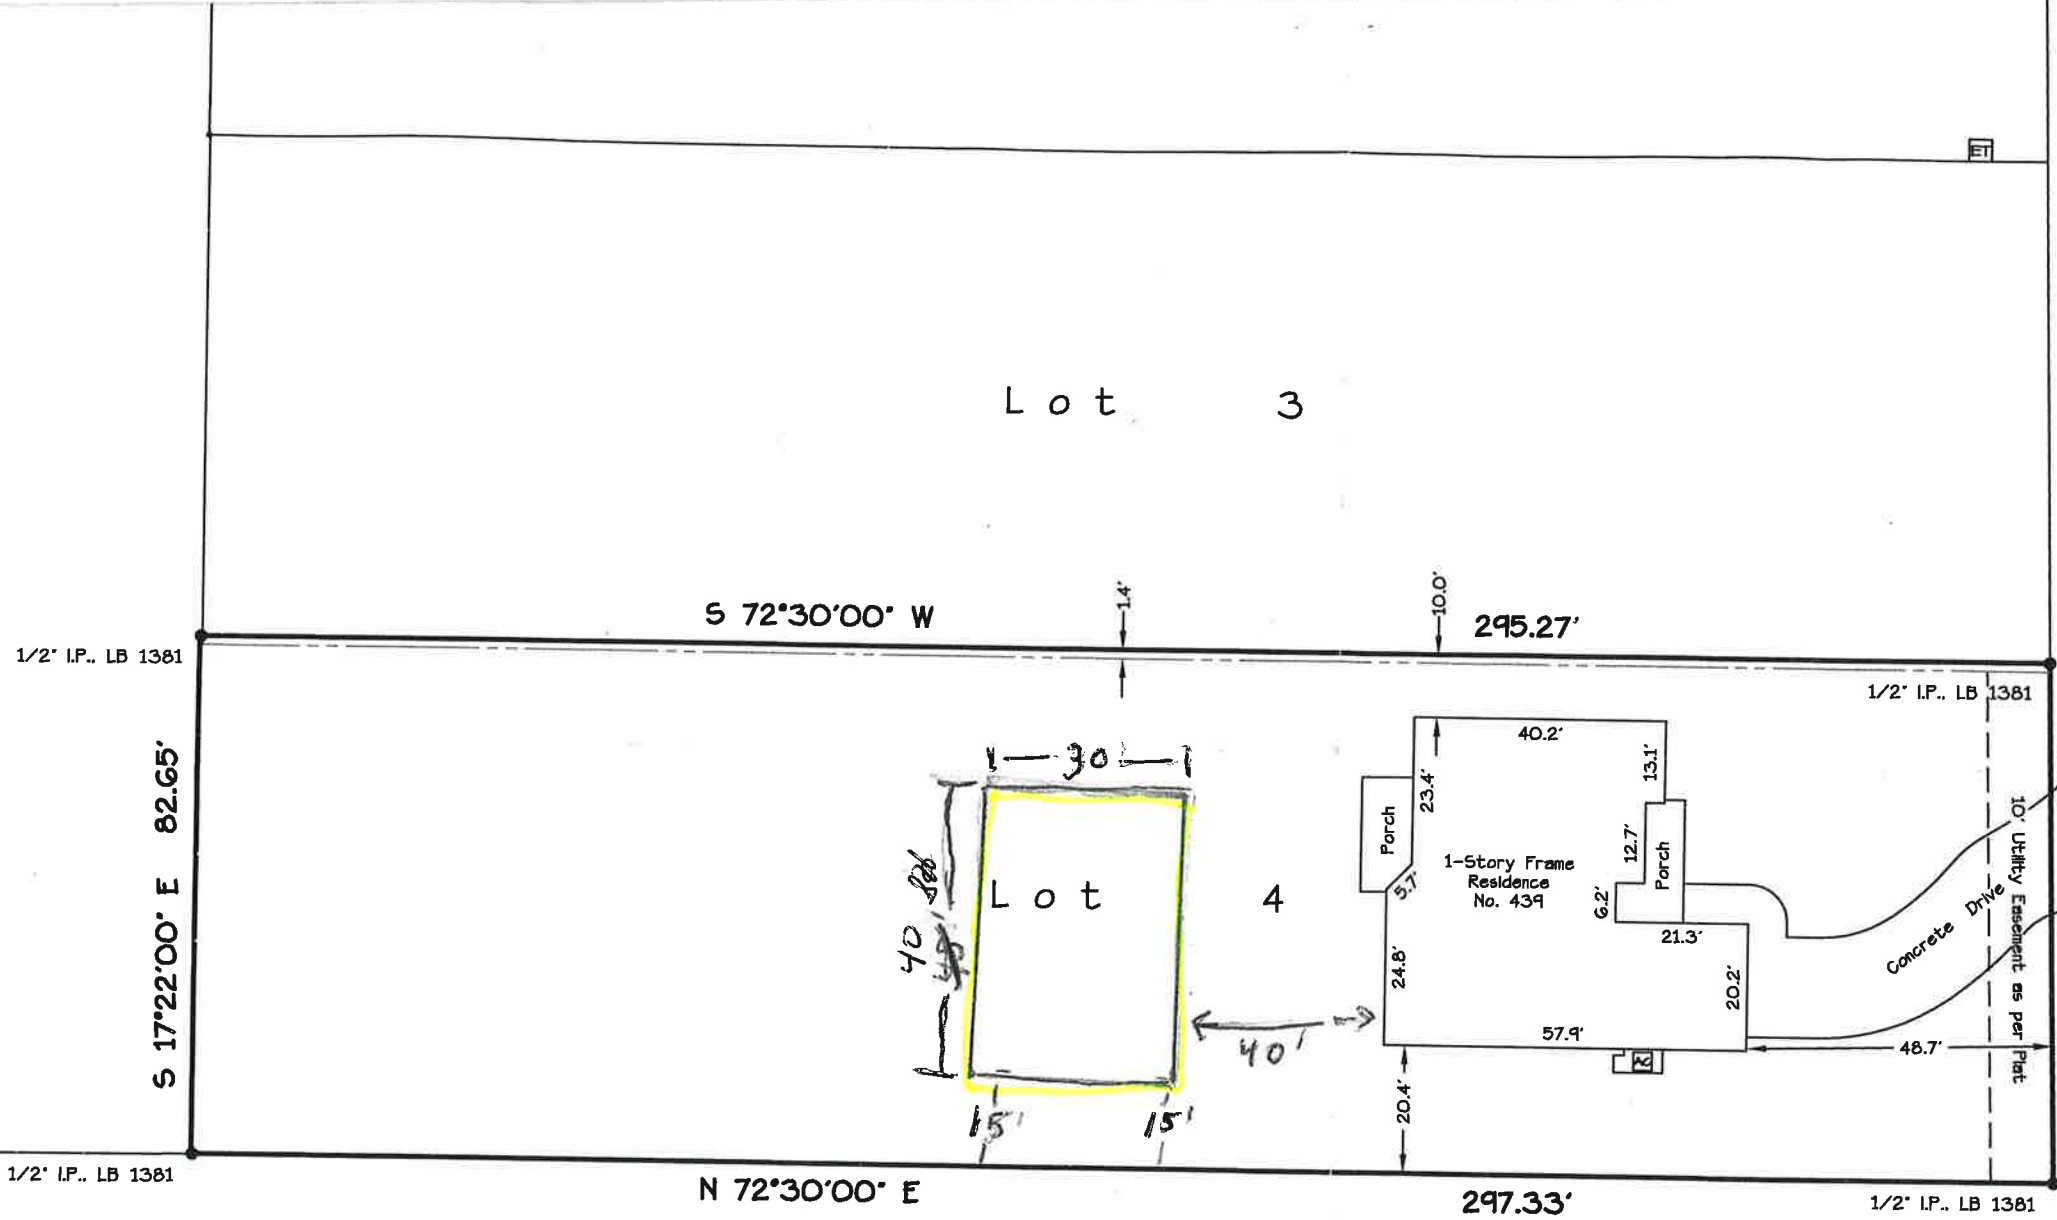 ET
Lot 3
S 72°30'00" W
1.4'
10.0'
295.27'
1/2" I.P., LB 1381
1/2" I.P., LB 1381
S 17°22'00" E 82.65'
30
40
Lot 4
40'
15'
15'
40.2'
13.1'
23.4'
Porch
5.7'
1-Story Frame
Residence
No. 439
12.7'
Porch
6.2'
21.3'
24.8'
20.2'
57.9'
AC
20.4'
48.7'
Concrete Drive
10' Utility Easement as per Plat
1/2" I.P., LB 1381
N 72°30'00" E
297.33'
1/2" I.P., LB 1381